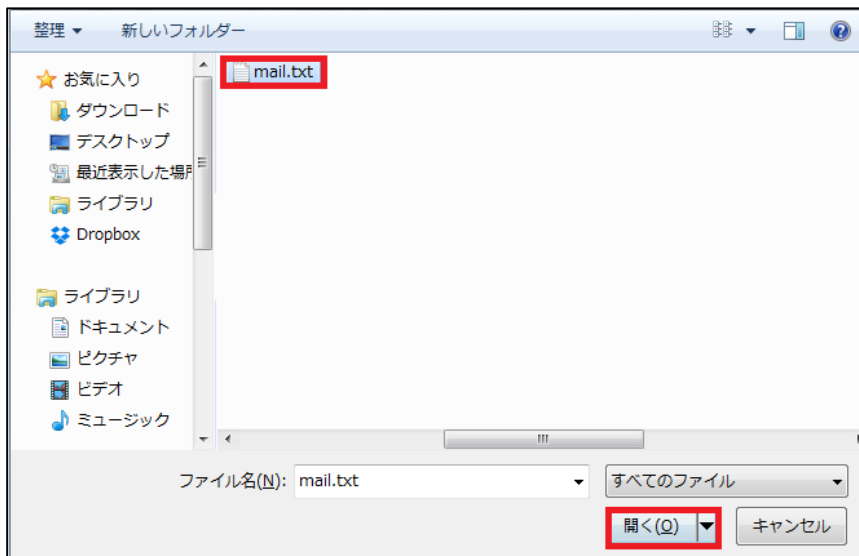 整理 新しいフォルダー
お気に入り
ダウンロード
デスクトップ
最近表示した場所
ライブラリ
Dropbox
ライブラリ
ドキュメント
ピクチャ
ビデオ
ミュージック
mail.txt
ファイル名(N): mail.txt すべてのファイル
開く(O) キャンセル